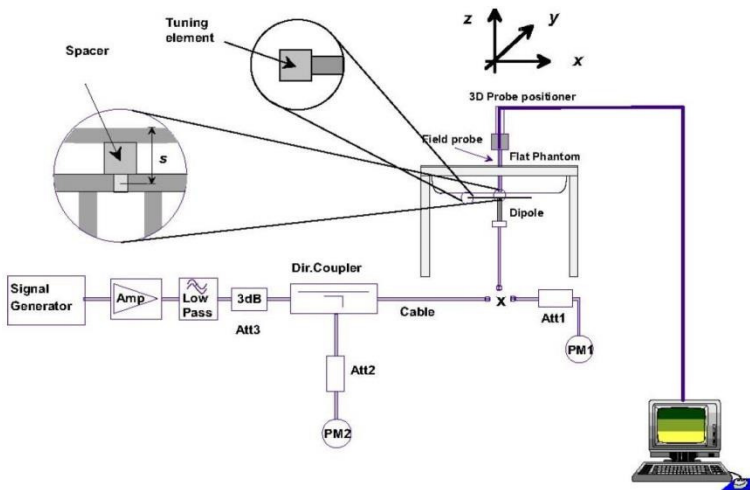 Tuning
element
Spacer
s
z
y
x
3D Probe positioner
Field probe
Flat Phantom
Dipole
Signal
Generator
Amp
Low
Pass
3dB
Att3
Dir.Coupler
Cable
x
Att1
PM1
Att2
PM2